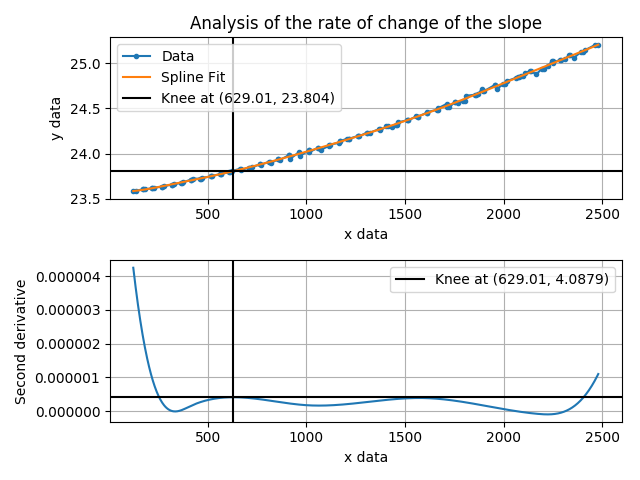 Analysis of the rate of change of the slope
Data
Spline Fit
Knee at (629.01, 23.804)
25.0
24.5
24.0
23.5
y data
500 1000 1500 2000 2500
x data
Knee at (629.01, 4.0879)
0.000004
0.000003
0.000002
0.000001
0.000000
Second derivative
500 1000 1500 2000 2500
x data